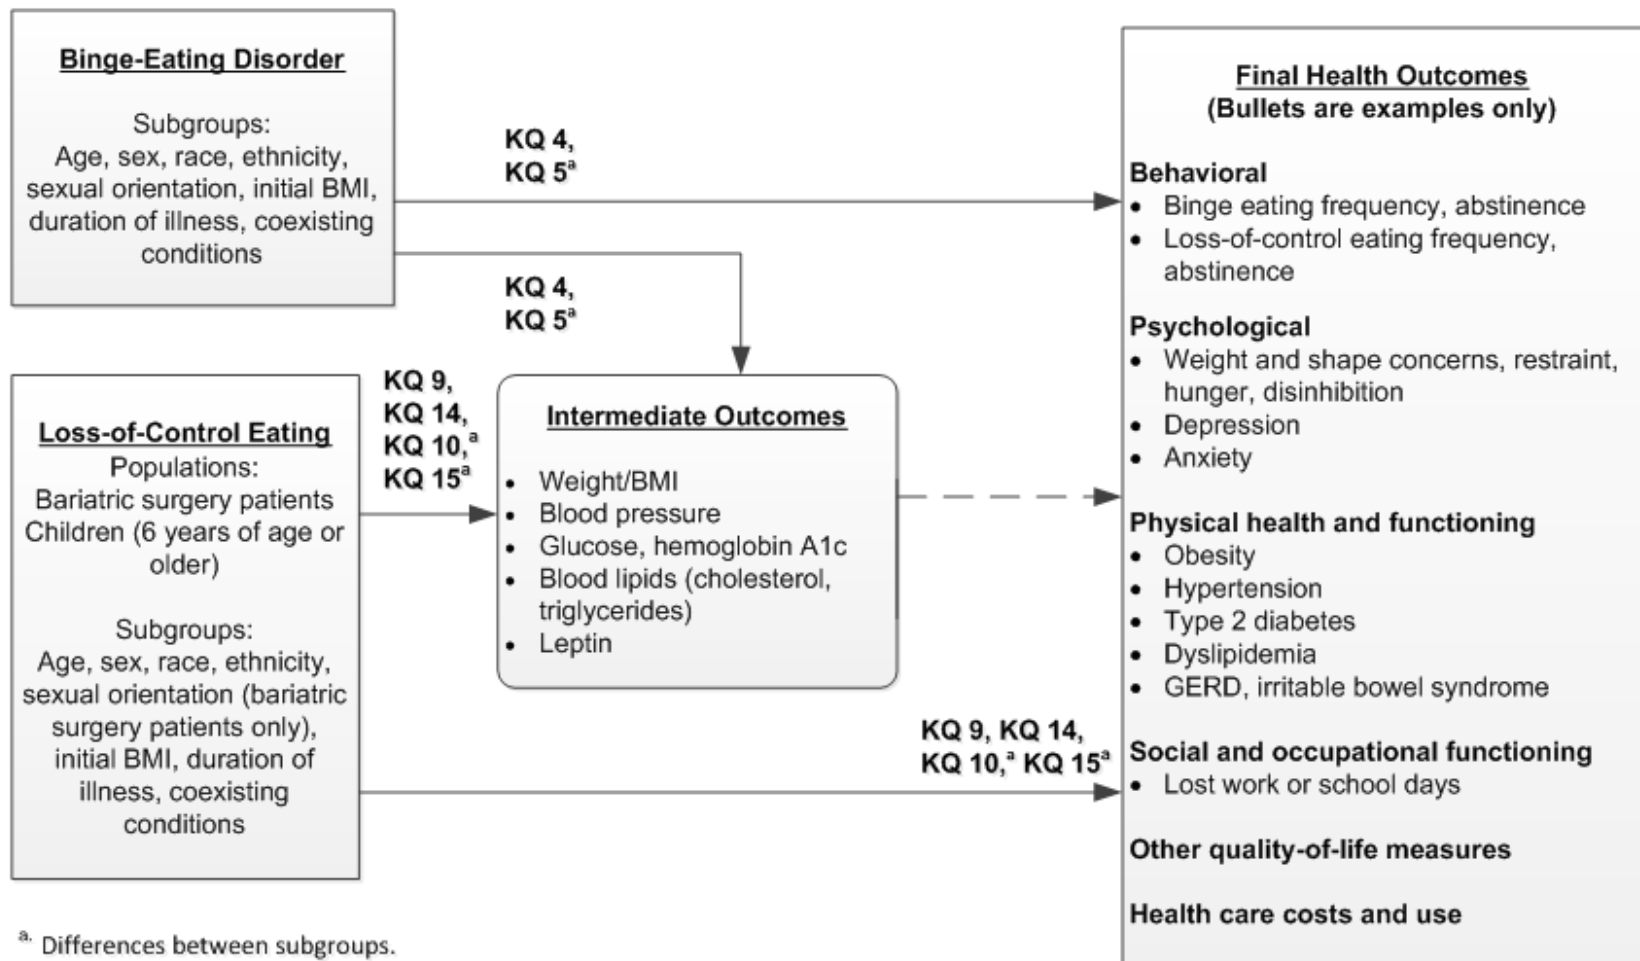 Binge-Eating Disorder
Subgroups:
Age, sex, race, ethnicity,
sexual orientation, initial BMI,
duration of illness, coexisting
conditions
KQ 4,
KQ 5a
KQ 4,
KQ 5a
Loss-of-Control Eating
Populations:
Bariatric surgery patients
Children (6 years of age or
older)
Subgroups:
Age, sex, race, ethnicity,
sexual orientation (bariatric
surgery patients only),
initial BMI, duration of
illness, coexisting
conditions
KQ 9,
KQ 14,
KQ 10,a
KQ 15a
Intermediate Outcomes
• Weight/BMI
• Blood pressure
• Glucose, hemoglobin A1c
• Blood lipids (cholesterol,
triglycerides)
• Leptin
KQ 9, KQ 14,
KQ 10,a KQ 15a
Final Health Outcomes
(Bullets are examples only)
Behavioral
• Binge eating frequency, abstinence
• Loss-of-control eating frequency,
abstinence
Psychological
• Weight and shape concerns, restraint,
hunger, disinhibition
• Depression
• Anxiety
Physical health and functioning
• Obesity
• Hypertension
• Type 2 diabetes
• Dyslipidemia
• GERD, irritable bowel syndrome
Social and occupational functioning
• Lost work or school days
Other quality-of-life measures
Health care costs and use
a. Differences between subgroups.